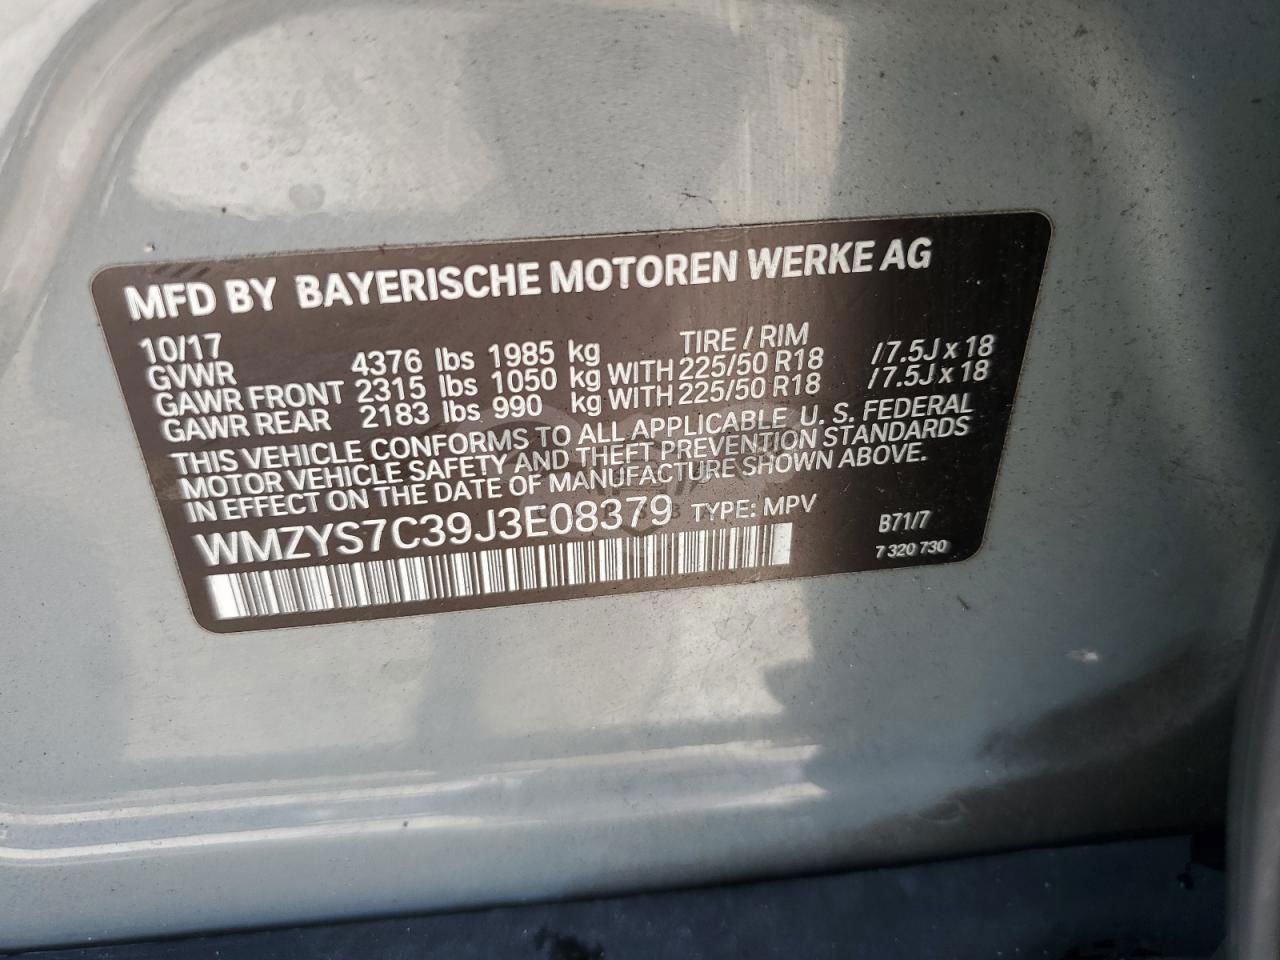 MFD BY BAYERISCHE MOTOREN WERKE AG
10/17 TIRE / RIM
GVWR 4376 lbs 1985 kg
GAWR FRONT 2315 lbs 1050 kg WITH 225/50 R18 /7.5J x 18
GAWR REAR 2183 lbs 990 kg WITH 225/50 R18 /7.5J x 18
THIS VEHICLE CONFORMS TO ALL APPLICABLE U. S. FEDERAL
MOTOR VEHICLE SAFETY AND THEFT PREVENTION STANDARDS
IN EFFECT ON THE DATE OF MANUFACTURE SHOWN ABOVE.
WMZYS7C39J3E08379 TYPE: MPV B71/7
7 320 730